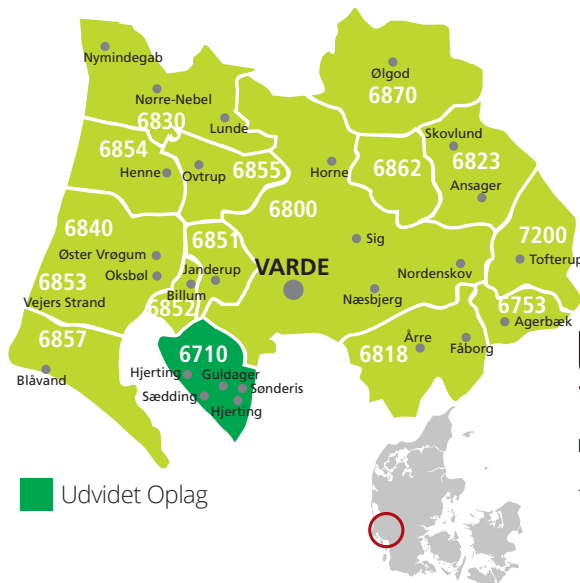 Nymindegab
Ølgod
6870
Nørre-Nebel
6830
Lunde
Skovlund
6854
6855
6862
6823
Henne
Ovtrup
Horne
Ansager
6800
6840
6851
Sig
7200
Øster Vrøgum
VARDE
Tofterup
6853
Oksbøl
Janderup
Nordenskov
Vejers Strand
Billum
Næsbjerg
6852
6753
Agerbæk
6857
6710
Årre
6818
Fåborg
Hjerting
Guldager
Blåvand
Sønderis
Sædding
Hjerting
Udvidet Oplag